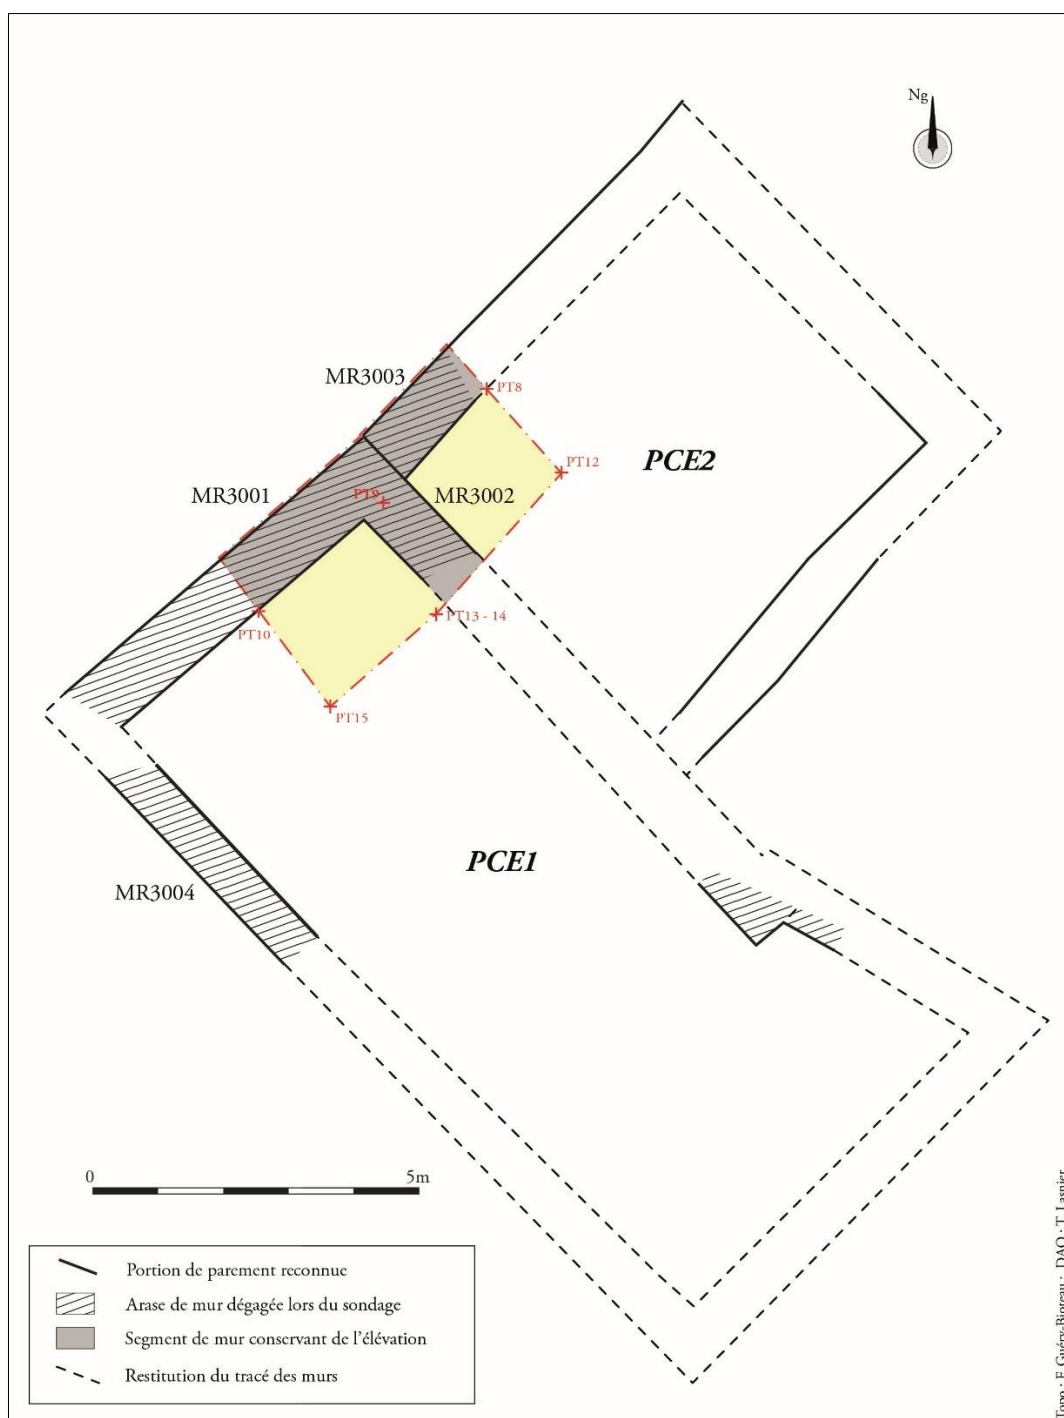 Ng
MR3003
PT8
PT12
PCE2
MR3001
PT9
MR3002
PT13 - 14
PT10
PT15
PCE1
MR3004
0 5m
Portion de parement reconnue
Arase de mur dégagée lors du sondage
Segment de mur conservant de l'élévation
Restitution du tracé des murs
Topo : F. Guéry-Bioteau ; DAO : T. Lasnier